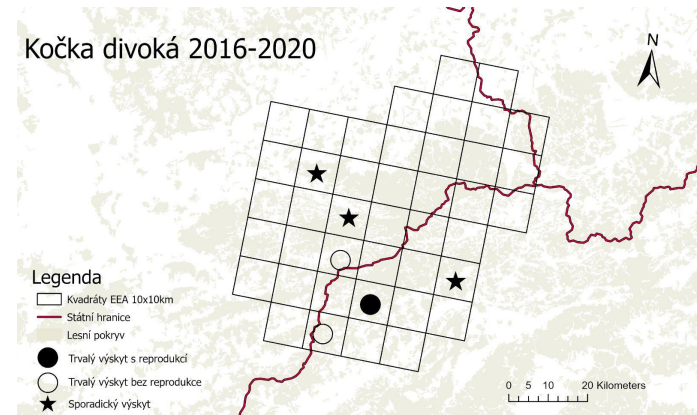 Kočka divoká 2016-2020
N
Legenda
Kvadráty EEA 10x10km
Státní hranice
Lesní pokryv
Trvalý výskyt s reprodukcí
Trvalý výskyt bez reprodukce
Sporadický výskyt
0 5 10 20 Kilometers